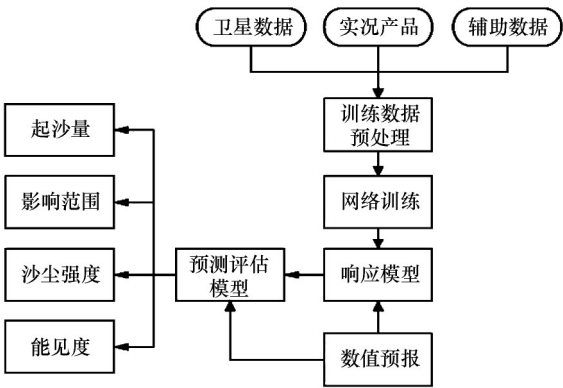 卫星数据
实况产品
辅助数据
训练数据
预处理
网络训练
响应模型
数值预报
预测评估
模型
起沙量
影响范围
沙尘强度
能见度